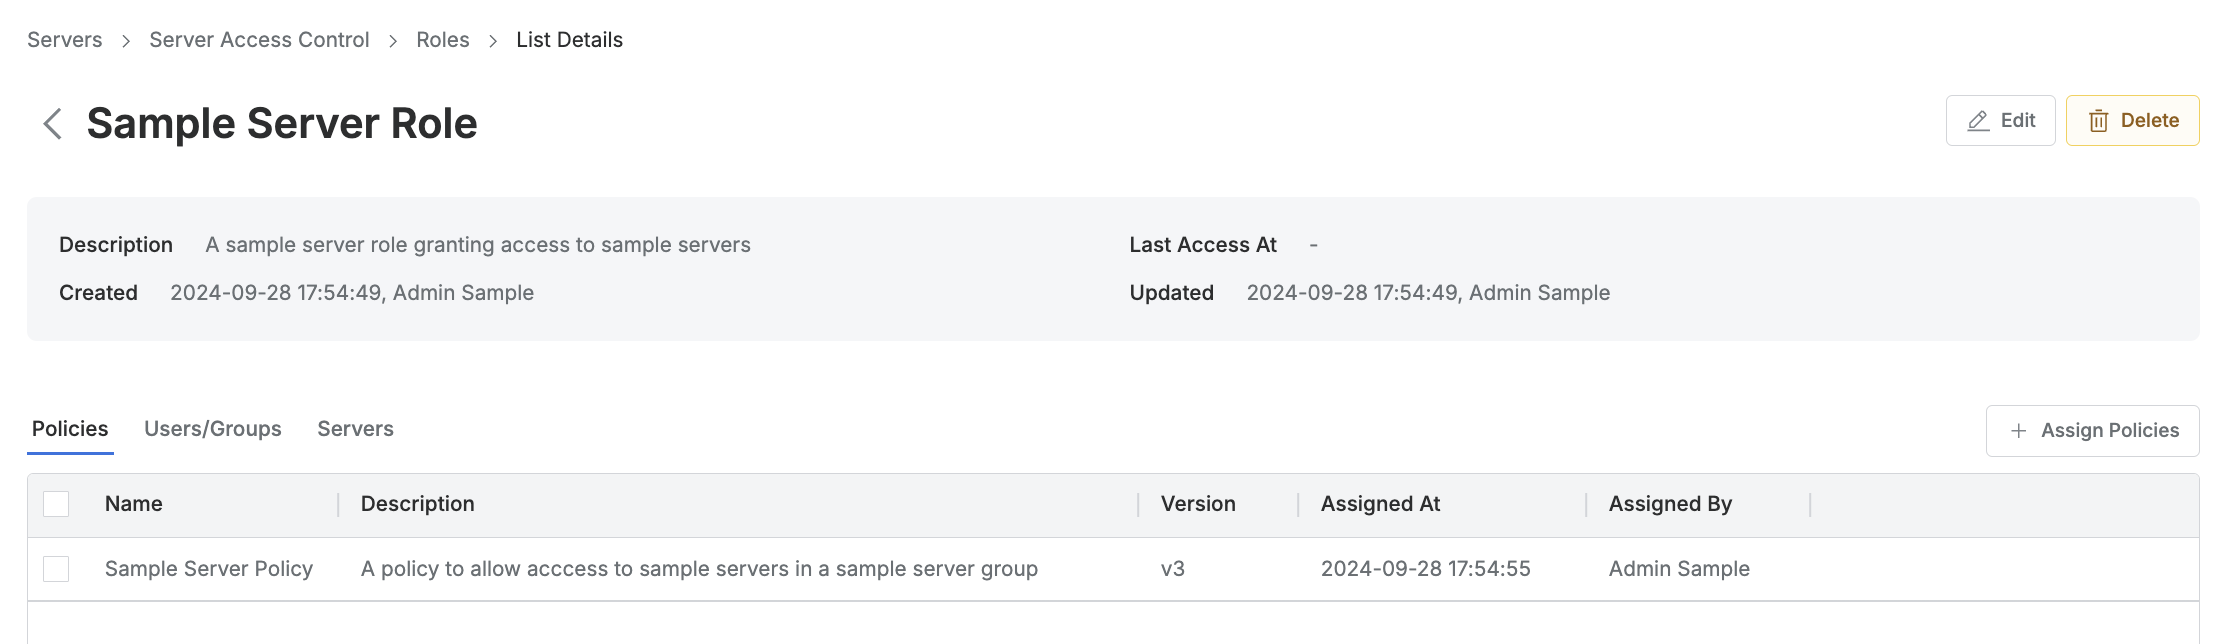 Servers > Server Access Control > Roles > List Details
Sample Server Role
Edit
Delete
Description A sample server role granting access to sample servers
Last Access At -
Created 2024-09-28 17:54:49, Admin Sample
Updated 2024-09-28 17:54:49, Admin Sample
Policies Users/Groups Servers
+ Assign Policies
Name Description Version Assigned At Assigned By
Sample Server Policy A policy to allow acccess to sample servers in a sample server group v3 2024-09-28 17:54:55 Admin Sample